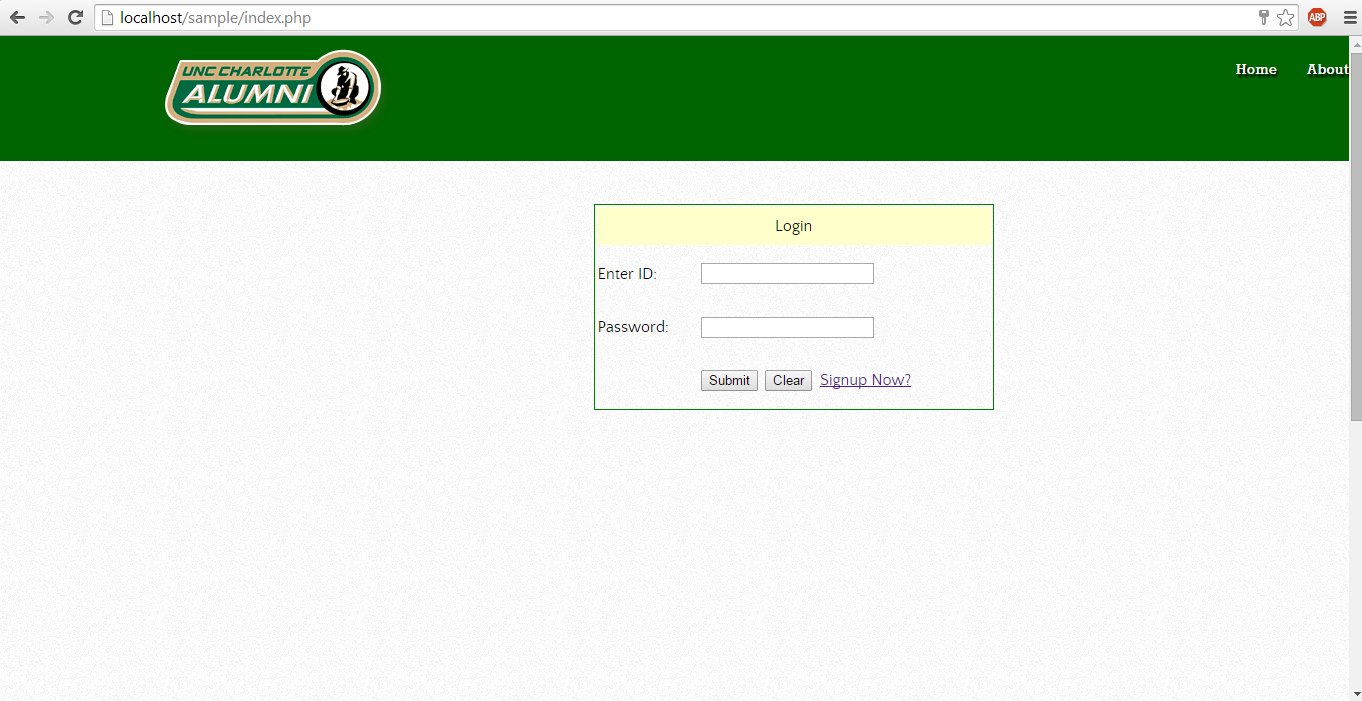 localhost/sample/index.php
ABP
UNC CHARLOTTE
ALUMNI
Home About
Login
Enter ID:
Password:
Submit Clear Signup Now?